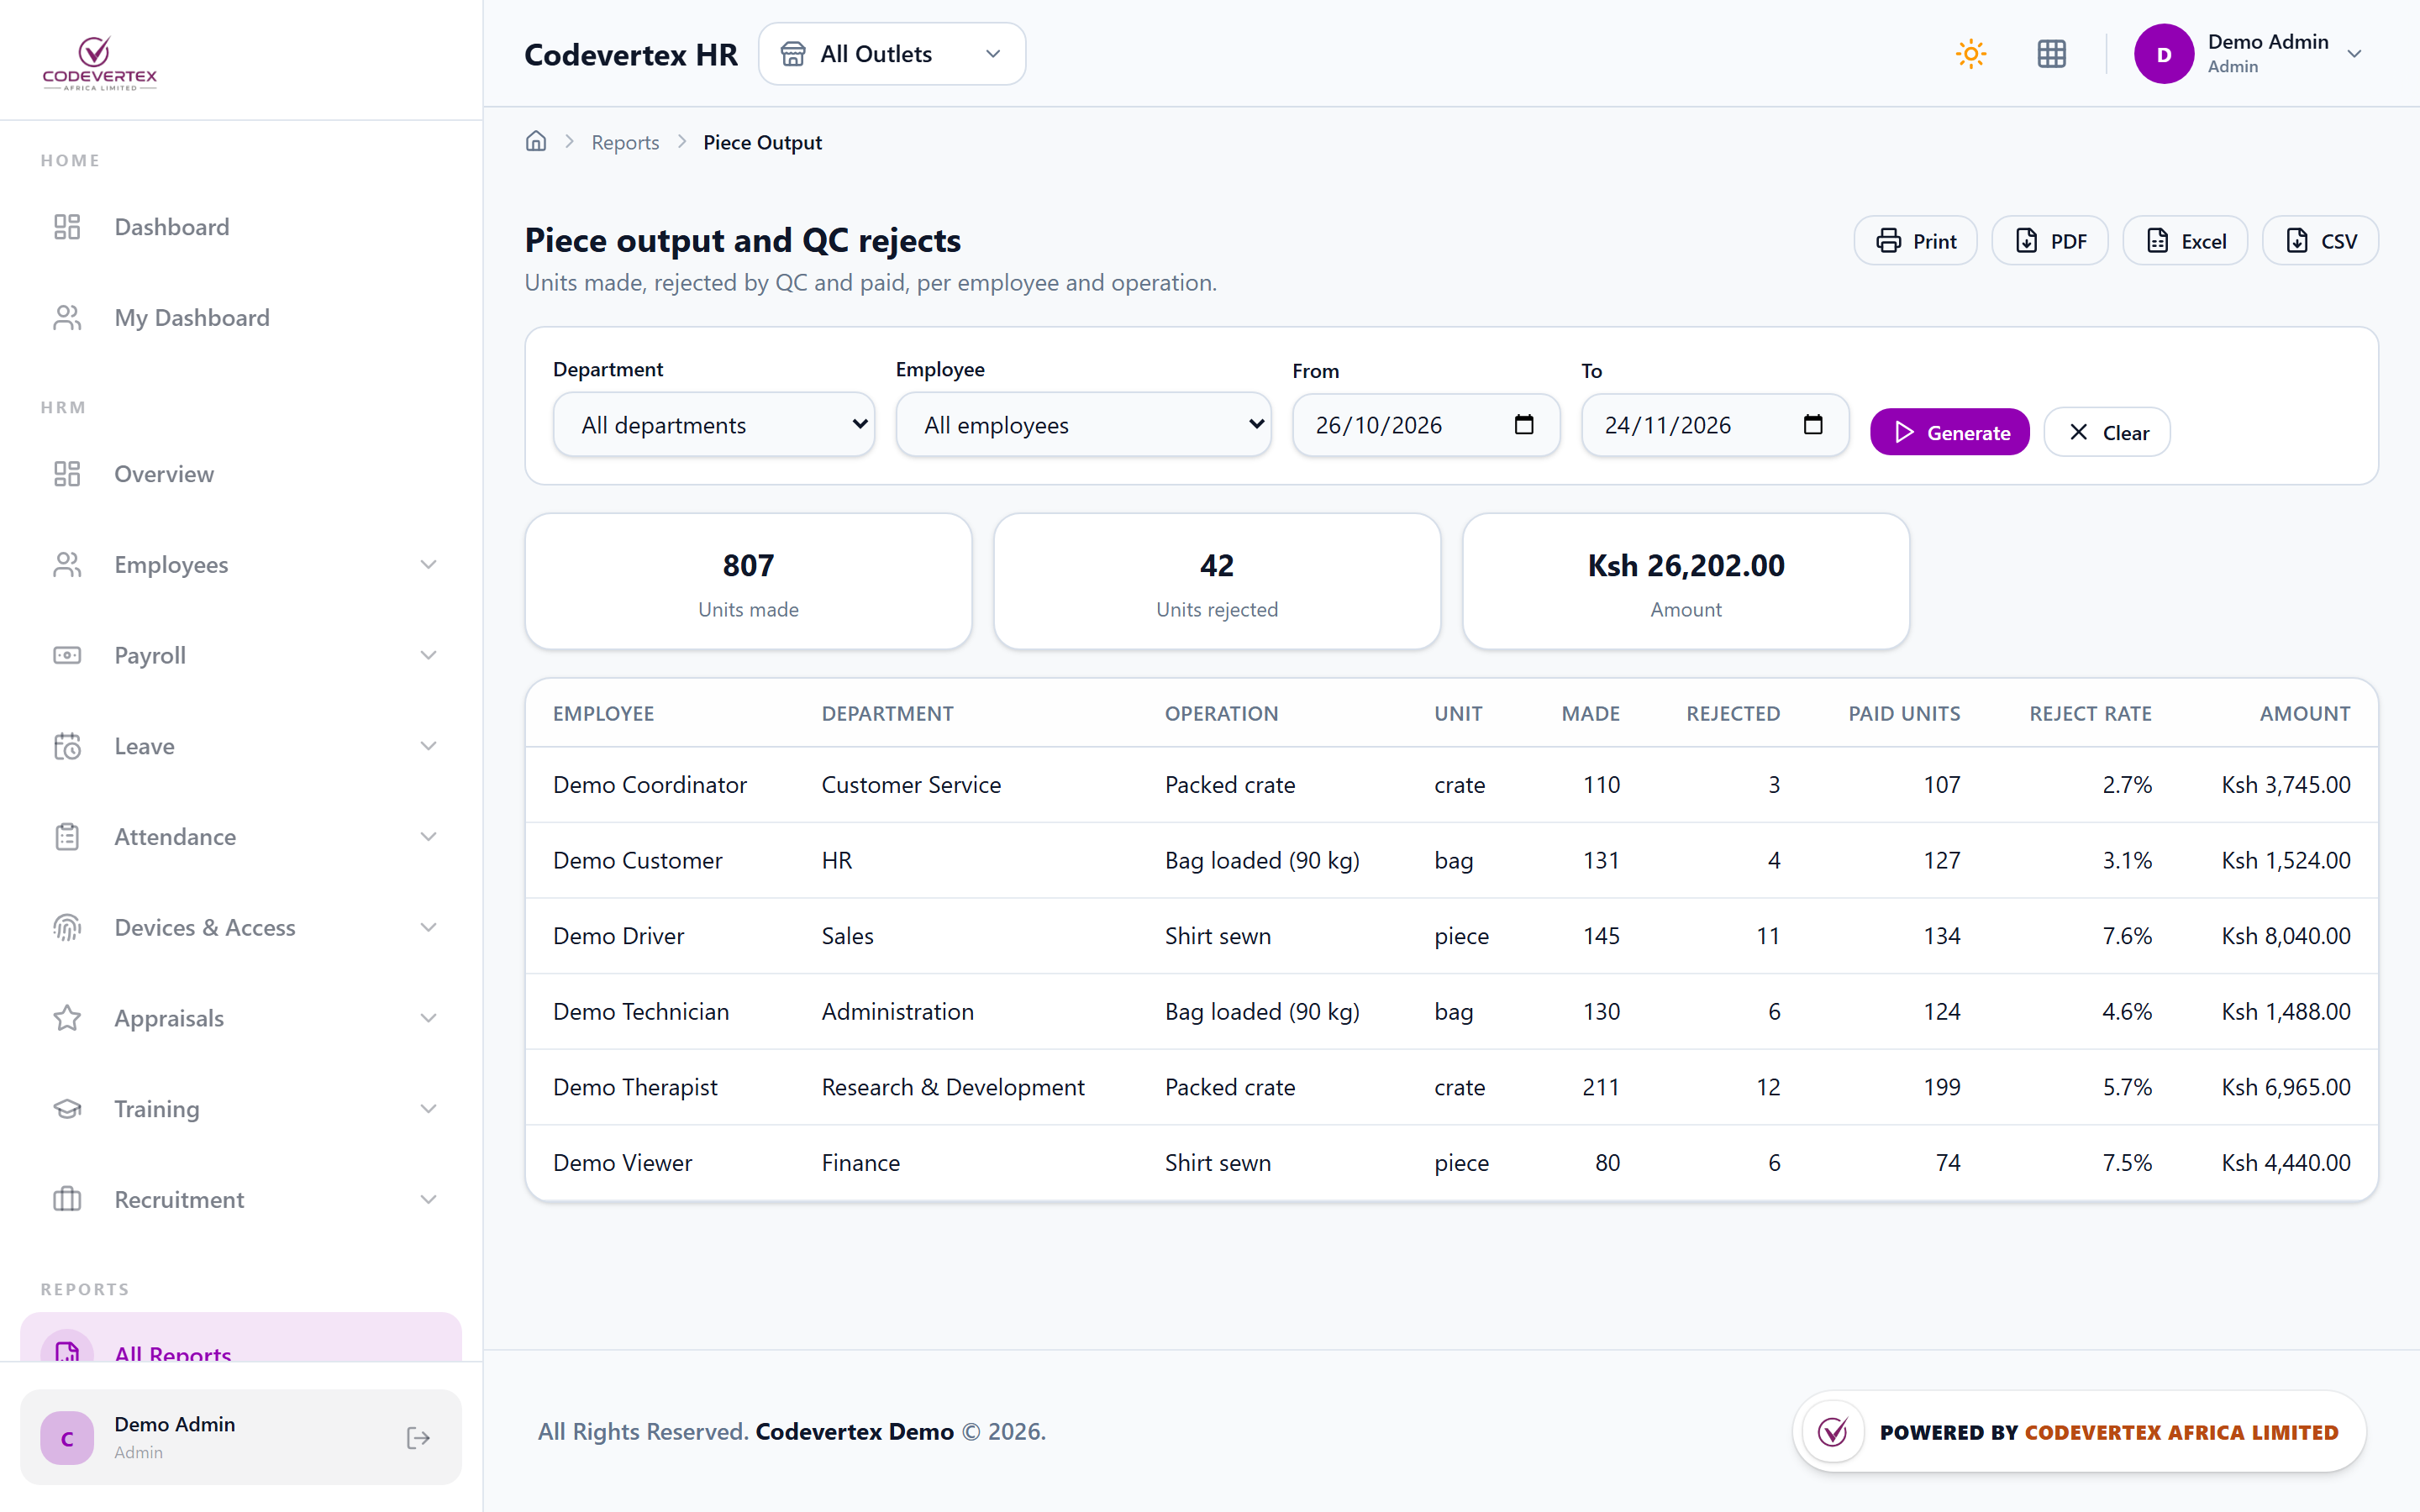 CODEVERTEX
AFRICA LIMITED
HOME
Dashboard
My Dashboard
HRM
Overview
Employees
Payroll
Leave
Attendance
Devices & Access
Appraisals
Training
Recruitment
REPORTS
All Reports
Demo Admin
C
Admin
Codevertex HR
All Outlets
D
Demo Admin
Admin
Reports
Piece Output
Piece output and QC rejects
Units made, rejected by QC and paid, per employee and operation.
Print
PDF
Excel
CSV
Department
Employee
From
To
All departments
All employees
26/10/2026
24/11/2026
Generate
Clear
807
Units made
42
Units rejected
Ksh 26,202.00
Amount
EMPLOYEE DEPARTMENT OPERATION UNIT MADE REJECTED PAID UNITS REJECT RATE AMOUNT
Demo Coordinator Customer Service Packed crate crate 110 3 107 2.7% Ksh 3,745.00
Demo Customer HR Bag loaded (90 kg) bag 131 4 127 3.1% Ksh 1,524.00
Demo Driver Sales Shirt sewn piece 145 11 134 7.6% Ksh 8,040.00
Demo Technician Administration Bag loaded (90 kg) bag 130 6 124 4.6% Ksh 1,488.00
Demo Therapist Research & Development Packed crate crate 211 12 199 5.7% Ksh 6,965.00
Demo Viewer Finance Shirt sewn piece 80 6 74 7.5% Ksh 4,440.00
All Rights Reserved. Codevertex Demo © 2026.
POWERED BY CODEVERTEX AFRICA LIMITED